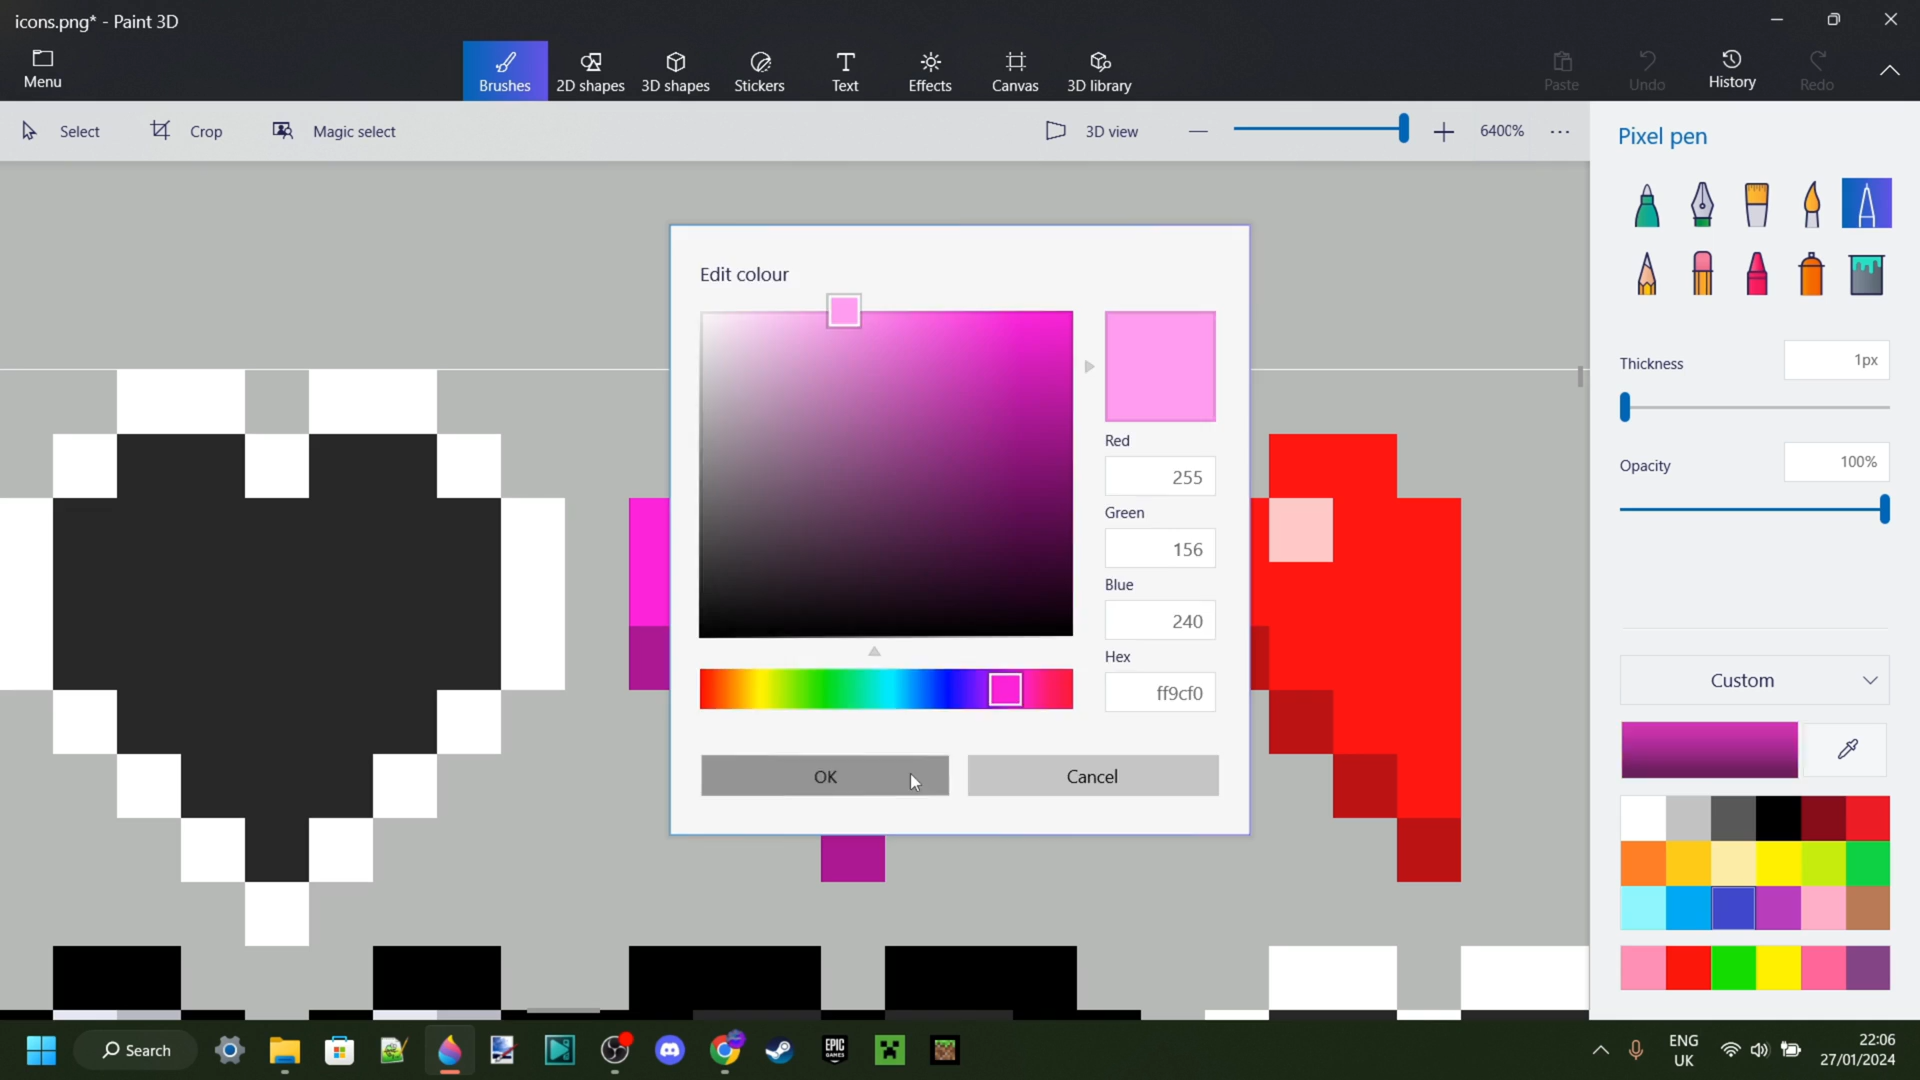 icons.png* - Paint 3D
Menu
Brushes
2D shapes
3D shapes
Stickers
Text
Effects
Canvas
3D library
Paste
Undo
History
Redo
Select
Crop
Magic select
3D view
6400%
Pixel pen
Thickness
1px
Opacity
100%
Edit colour
Red
255
Green
156
Blue
240
Hex
ff9cf0
OK
Cancel
Custom
Search
EPIC
GAMES
ENG
UK
22:06
27/01/2024